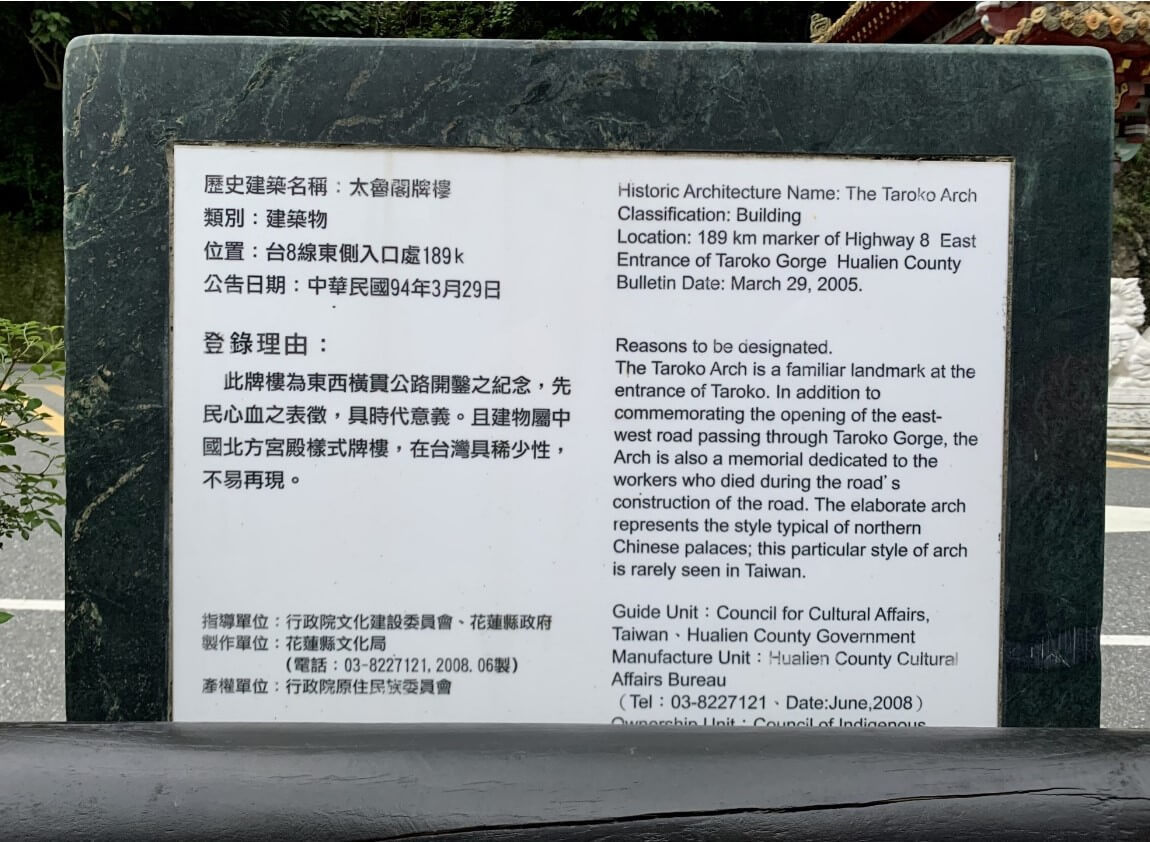 歷史建築名稱：太魯閣牌樓
類別：建築物
位置：台8線東側入口處189k
公告日期：中華民國94年3月29日
登錄理由：
此牌樓為東西橫貫公路開鑿之紀念，先
民心血之表徵，具時代意義。且建物屬中
國北方宮殿樣式牌樓，在台灣具稀少性，
不易再現。
指導單位：行政院文化建設委員會、花蓮縣政府
製作單位：花蓮縣文化局
(電話：03-8227121, 2008. 06製)
產權單位：行政院原住民族委員會
Historic Architecture Name: The Taroko Arch
Classification: Building
Location: 189 km marker of Highway 8 East
Entrance of Taroko Gorge Hualien County
Bulletin Date: March 29, 2005.
Reasons to be designated.
The Taroko Arch is a familiar landmark at the
entrance of Taroko. In addition to
commemorating the opening of the east-
west road passing through Taroko Gorge, the
Arch is also a memorial dedicated to the
workers who died during the road's
construction of the road. The elaborate arch
represents the style typical of northern
Chinese palaces; this particular style of arch
is rarely seen in Taiwan.
Guide Unit：Council for Cultural Affairs,
Taiwan、Hualien County Government
Manufacture Unit：Hualien County Cultural
Affairs Bureau
（Tel：03-8227121、Date:June,2008）
Ownership Unit：Council of Indigenous